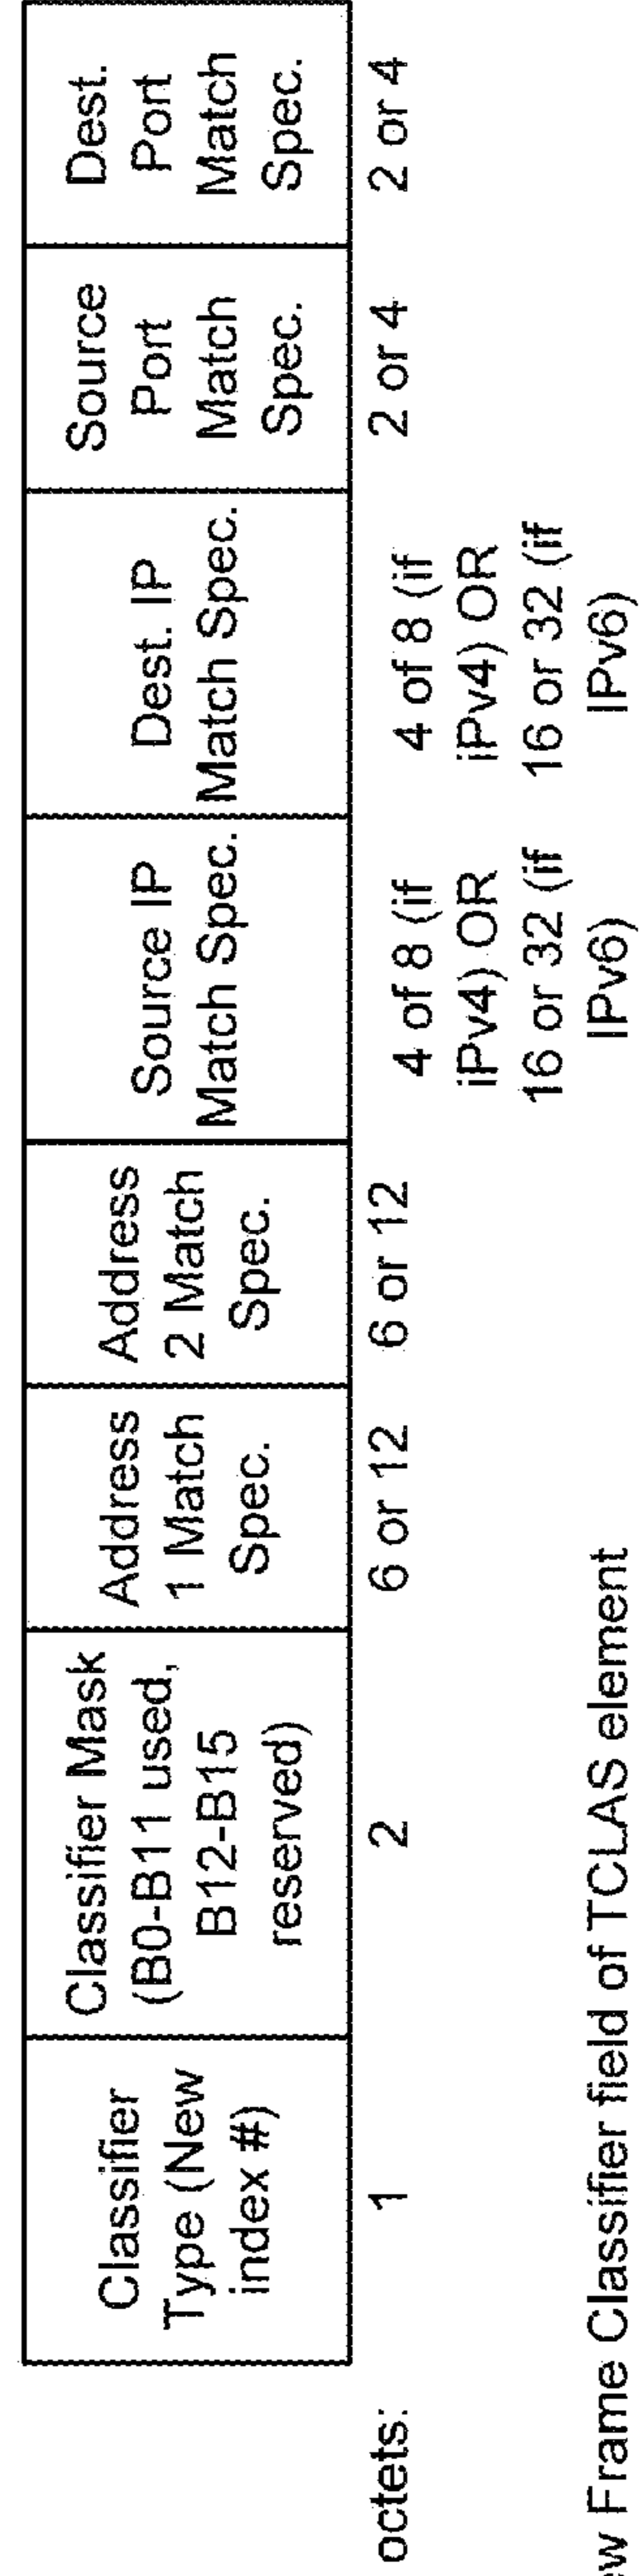 Classifier
Type (New
index #)
Classifier Mask
(B0-B11 used,
B12-B15
reserved)
Address
1 Match
Spec.
Address
2 Match
Spec.
Source IP
Match Spec.
Dest. IP
Match Spec.
Source
Port
Match
Spec.
Dest.
Port
Match
Spec.
octets:
1
2
6 or 12
6 or 12
4 of 8 (if
iPv4) OR
16 or 32 (if
IPv6)
4 of 8 (if
iPv4) OR
16 or 32 (if
IPv6)
2 or 4
2 or 4
ew Frame Classifier field of TCLAS element